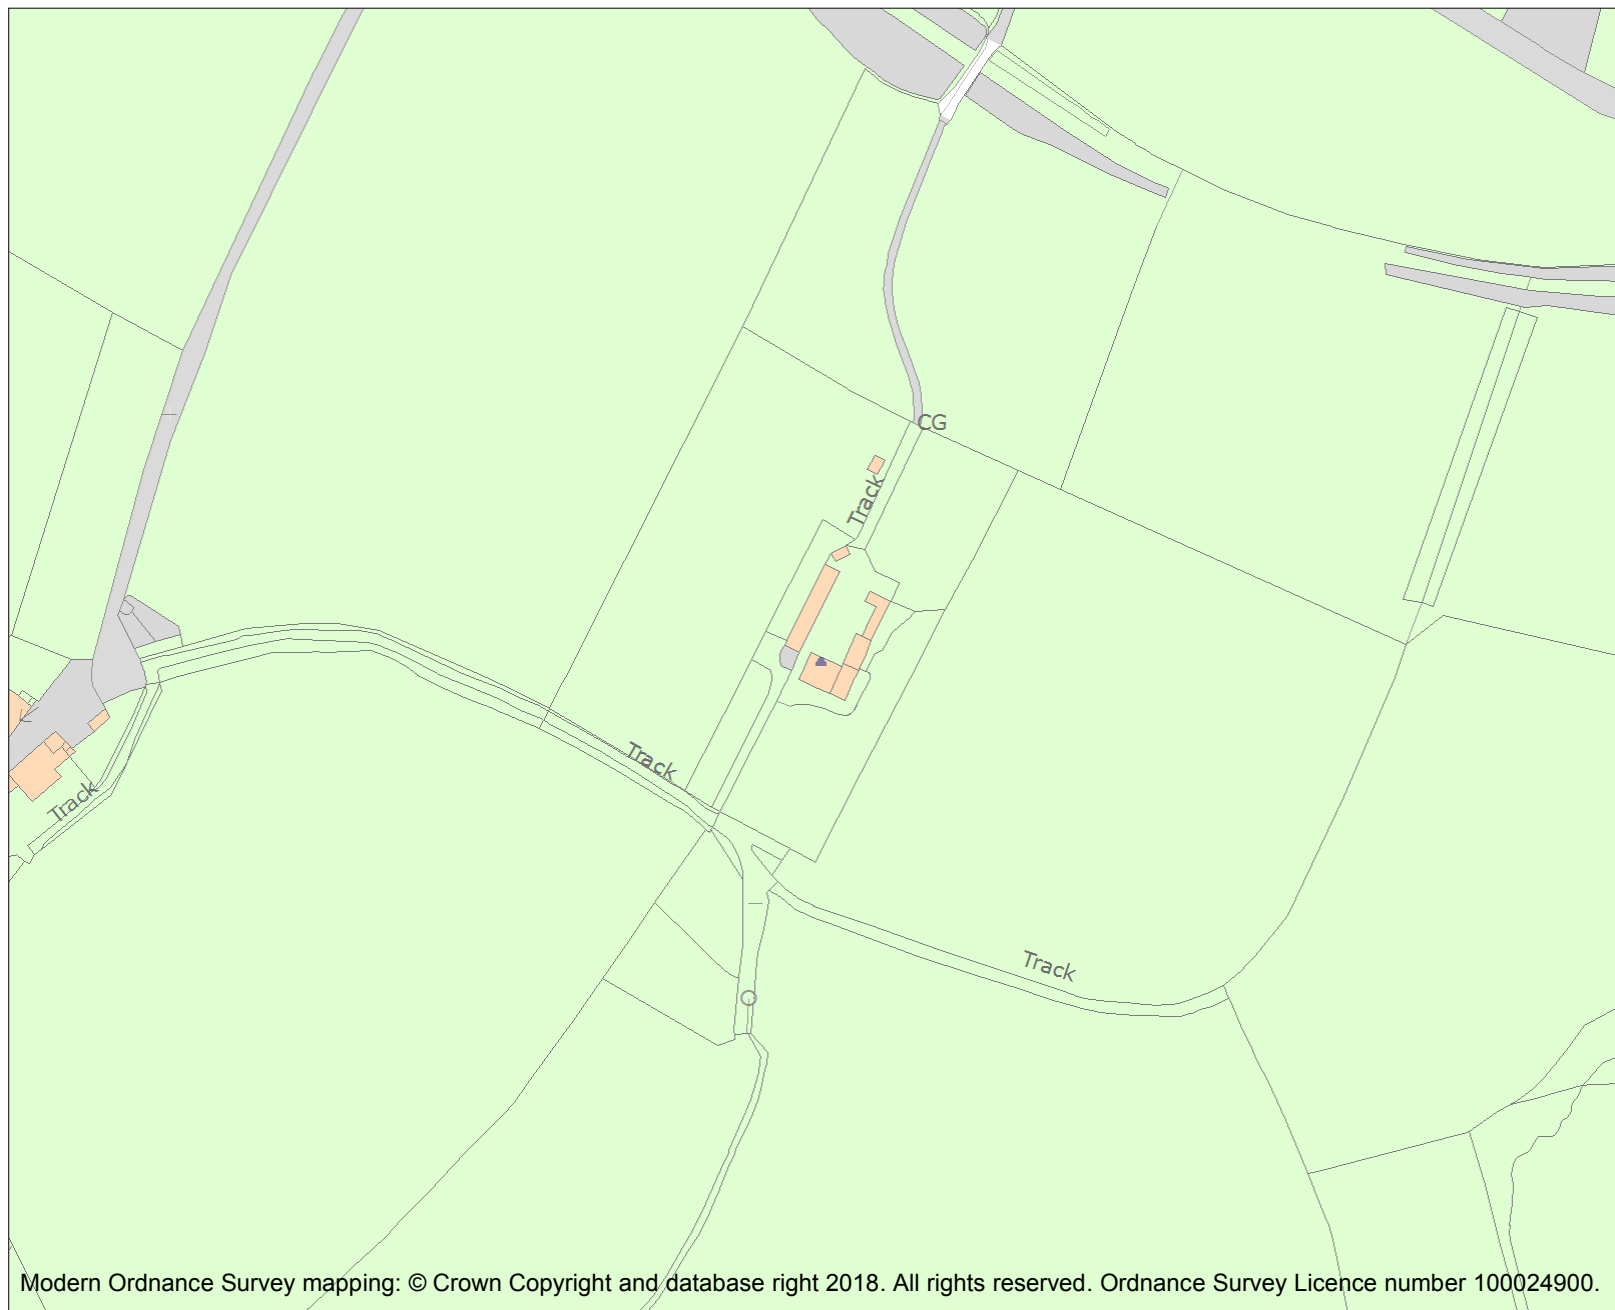 CG
Track
Track
Track
Track
Modern Ordnance Survey mapping: © Crown Copyright and database right 2018. All rights reserved. Ordnance Survey Licence number 100024900.